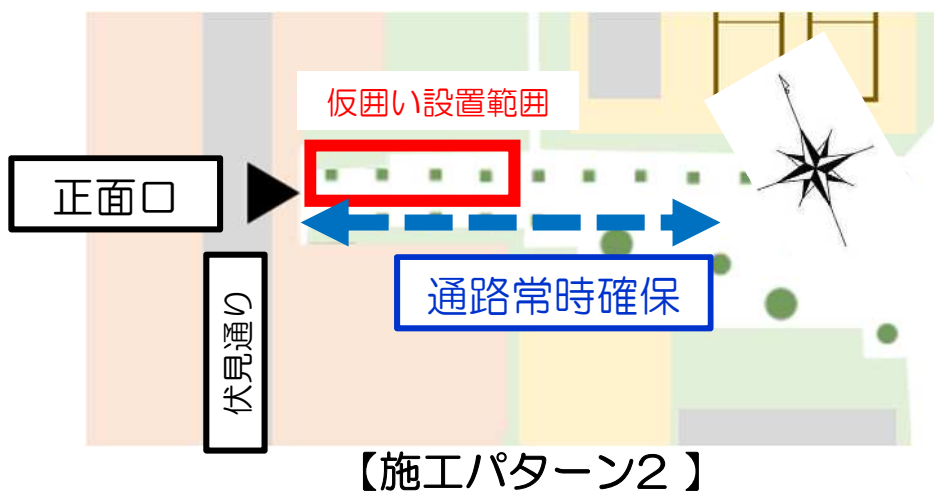 仮囲い設置範囲
正面口
通路常時確保
伏見通り
【施工パターン2 】